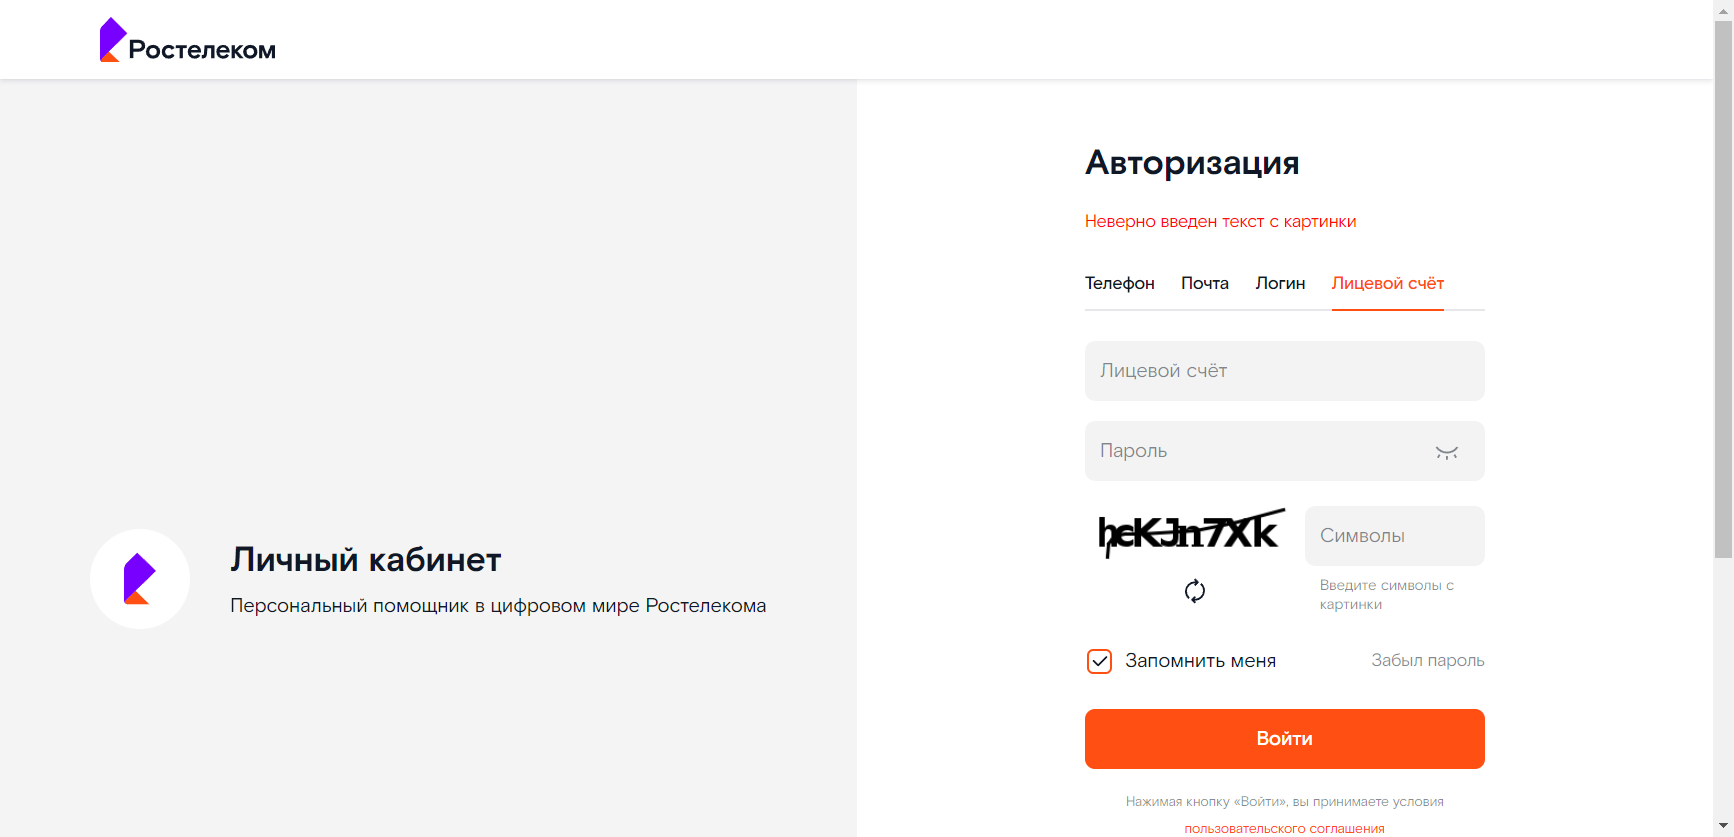 Ростелеком
Авторизация
Неверно введен текст с картинки
Телефон Почта Логин Лицевой счёт
Лицевой счёт
Пароль
Символы
Введите символы с
картинки
Запомнить меня Забыл пароль
Войти
Нажимая кнопку «Войти», вы принимаете условия
пользовательского соглашения
Личный кабинет
Персональный помощник в цифровом мире Ростелекома